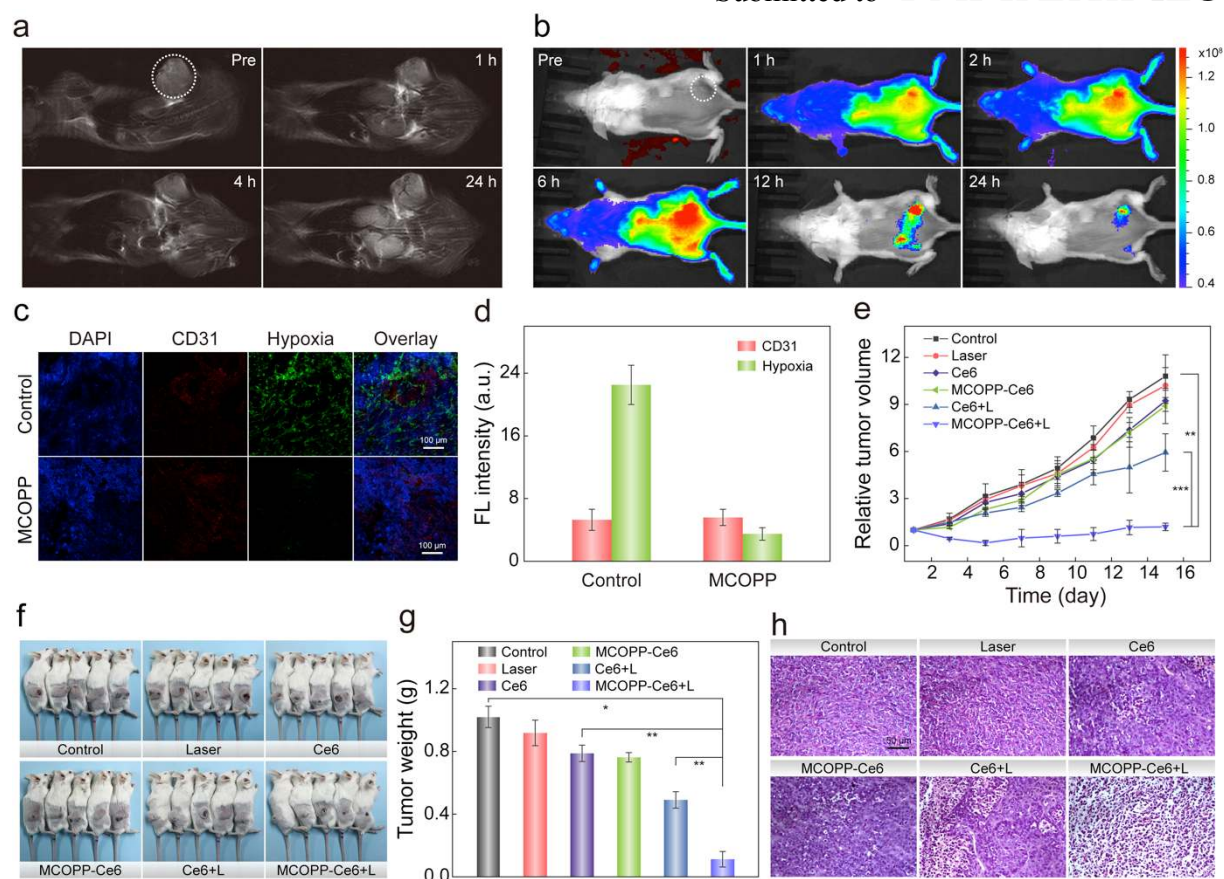 Submitted to
a
Pre
1 h
4 h
24 h
b
Pre
1 h
2 h
6 h
12 h
24 h
x10⁸
1.2
1.0
0.8
0.6
0.4
c
DAPI
CD31
Hypoxia
Overlay
Control
100 μm
MCOPP
100 μm
d
CD31
Hypoxia
FL intensity (a.u.)
24
16
8
0
Control
MCOPP
e
Control
Laser
Ce6
MCOPP-Ce6
Ce6+L
MCOPP-Ce6+L
**
***
Relative tumor volume
12
9
6
3
0
2 4 6 8 10 12 14 16
Time (day)
f
Control
Laser
Ce6
MCOPP-Ce6
Ce6+L
MCOPP-Ce6+L
g
Control
Laser
Ce6
MCOPP-Ce6
Ce6+L
MCOPP-Ce6+L
*
**
**
Tumor weight (g)
1.2
0.8
0.4
0.0
h
Control
Laser
Ce6
50 μm
MCOPP-Ce6
Ce6+L
MCOPP-Ce6+L